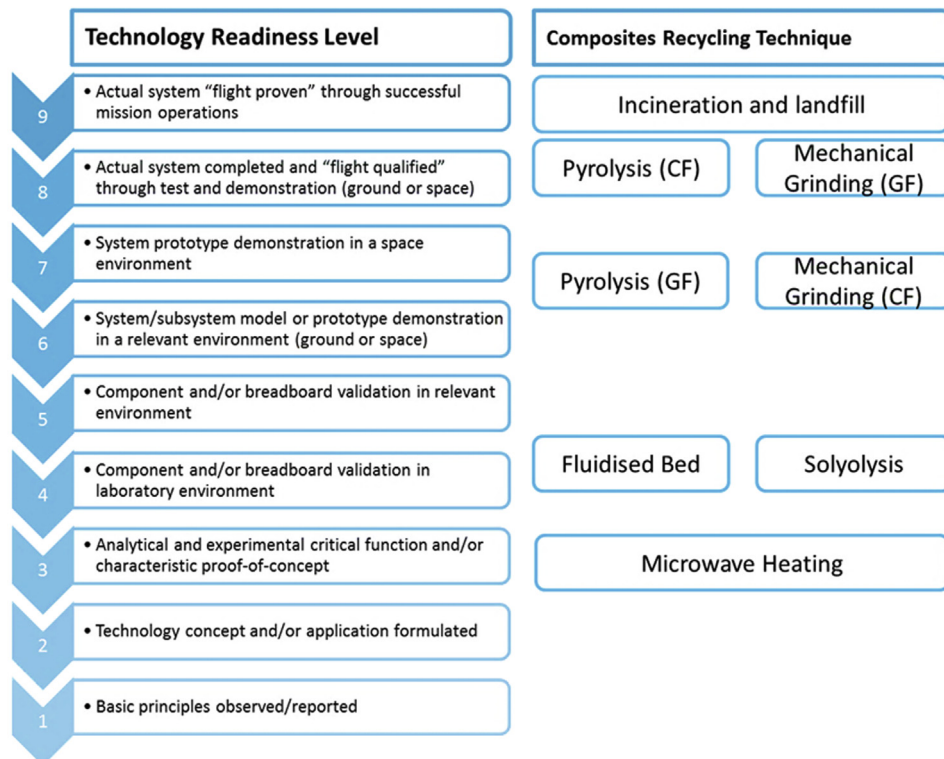 Technology Readiness Level
Composites Recycling Technique
9
• Actual system “flight proven” through successful
mission operations
Incineration and landfill
8
• Actual system completed and “flight qualified”
through test and demonstration (ground or space)
Pyrolysis (CF)
Mechanical
Grinding (GF)
7
• System prototype demonstration in a space
environment
Pyrolysis (GF)
Mechanical
Grinding (CF)
6
• System/subsystem model or prototype demonstration
in a relevant environment (ground or space)
5
• Component and/or breadboard validation in relevant
environment
4
• Component and/or breadboard validation in
laboratory environment
Fluidised Bed
Solyolysis
3
• Analytical and experimental critical function and/or
characteristic proof-of-concept
Microwave Heating
2
• Technology concept and/or application formulated
1
• Basic principles observed/reported